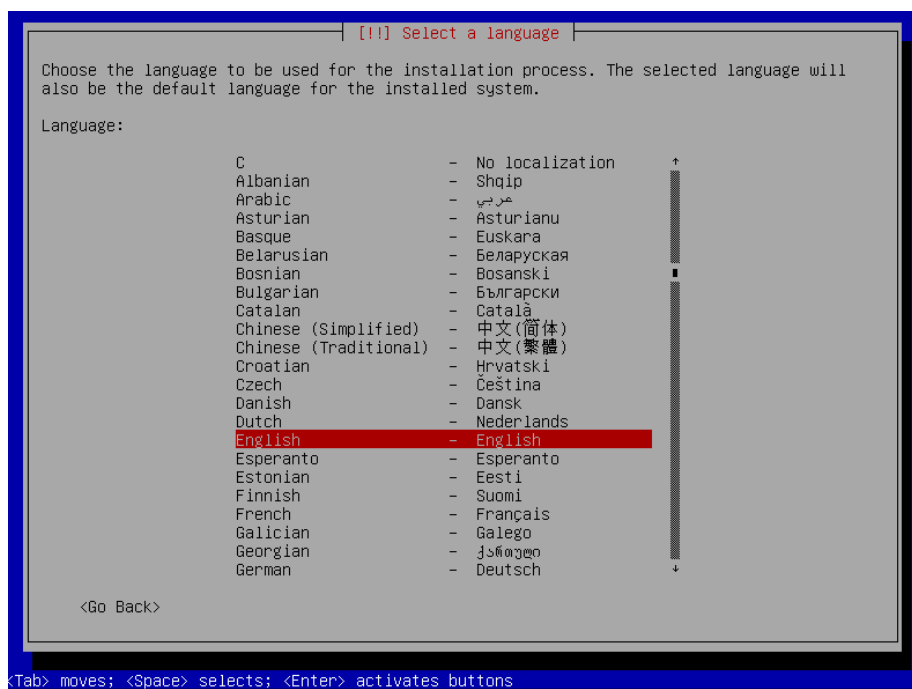 [!!] Select a language
Choose the language to be used for the installation process. The selected language will
also be the default language for the installed system.
Language:
C - No localization
Albanian - Shqip
Arabic - عربي
Asturian - Asturianu
Basque - Euskara
Belarusian - Беларуская
Bosnian - Bosanski
Bulgarian - Български
Catalan - Català
Chinese (Simplified) - 中文(简体)
Chinese (Traditional) - 中文(繁體)
Croatian - Hrvatski
Czech - Čeština
Danish - Dansk
Dutch - Nederlands
English - English
Esperanto - Esperanto
Estonian - Eesti
Finnish - Suomi
French - Français
Galician - Galego
Georgian - ქართული
German - Deutsch
<Go Back>
<Tab> moves; <Space> selects; <Enter> activates buttons